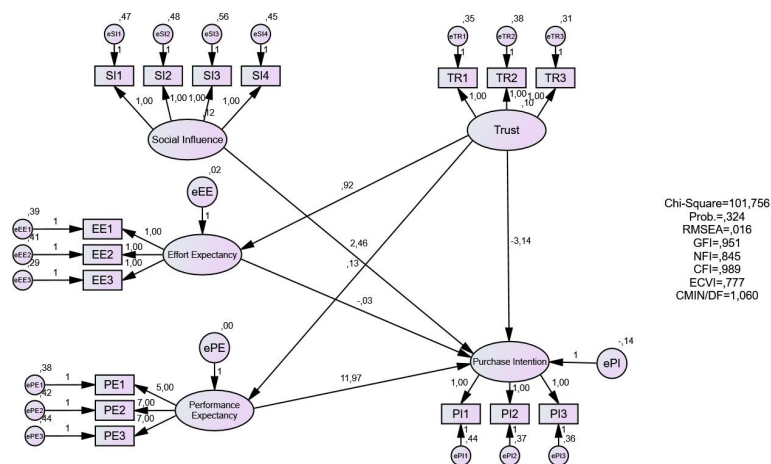 ,47 ,48 ,56 ,45
eSI1 eSI2 eSI3 eSI4
1 1 1 1
SI1 SI2 SI3 SI4
1,00 1,00 1,00 1,00
,12
Social Influence
,35 ,38 ,31
eTR1 eTR2 eTR3
1 1 1
TR1 TR2 TR3
1,00 1,00 1,00
,10
Trust
,02
eEE
1
,92
,39
eEE1 1 EE1 1,00
,41
eEE2 1 EE2 1,00
,29
eEE3 1 EE3 1,00
Effort Expectancy
2,46
,13
-3,14
-,03
,00
ePE
1
,38
ePE1 1 PE1 5,00
,42
ePE2 1 PE2 7,00
,44
ePE3 1 PE3 7,00
Performance
Expectancy
11,97
Purchase Intention
-,14
1 ePI
1,00 1,00 1,00
PI1 PI2 PI3
1 1 1
,44 ,37 ,36
ePI1 ePI2 ePI3
Chi-Square=101,756
Prob.=,324
RMSEA=,016
GFI=,951
NFI=,845
CFI=,989
ECVI=,777
CMIN/DF=1,060